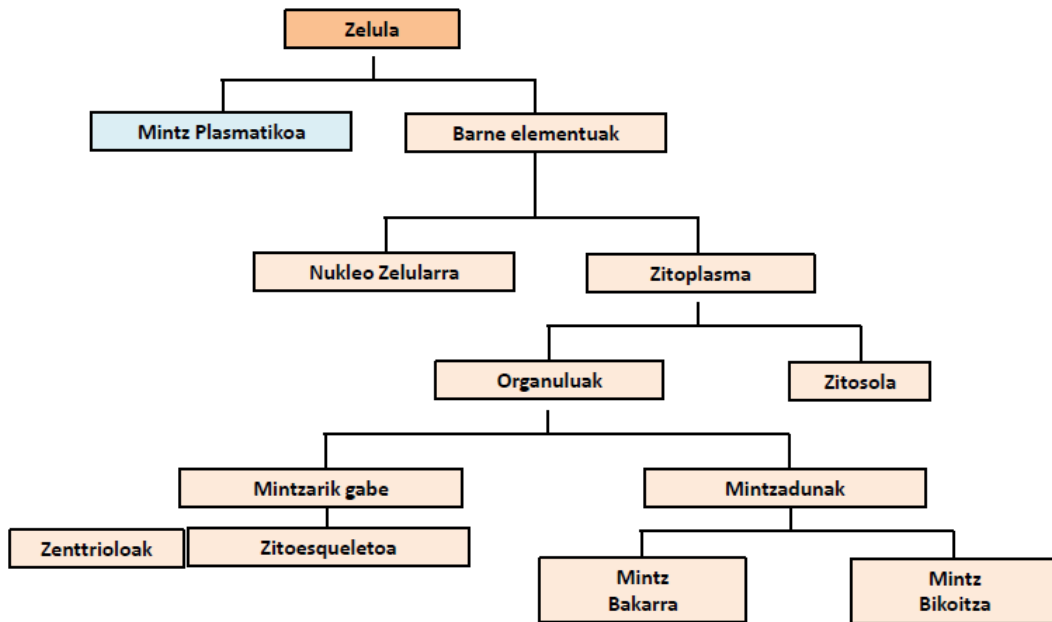 Zelula
Mintz Plasmatikoa
Barne elementuak
Nukleo Zelularra
Zitoplasma
Organuluak
Zitosola
Mintzarik gabe
Mintzadunak
Zenttrioloak
Zitoesqueletoa
Mintz
Bakarra
Mintz
Bikoitza